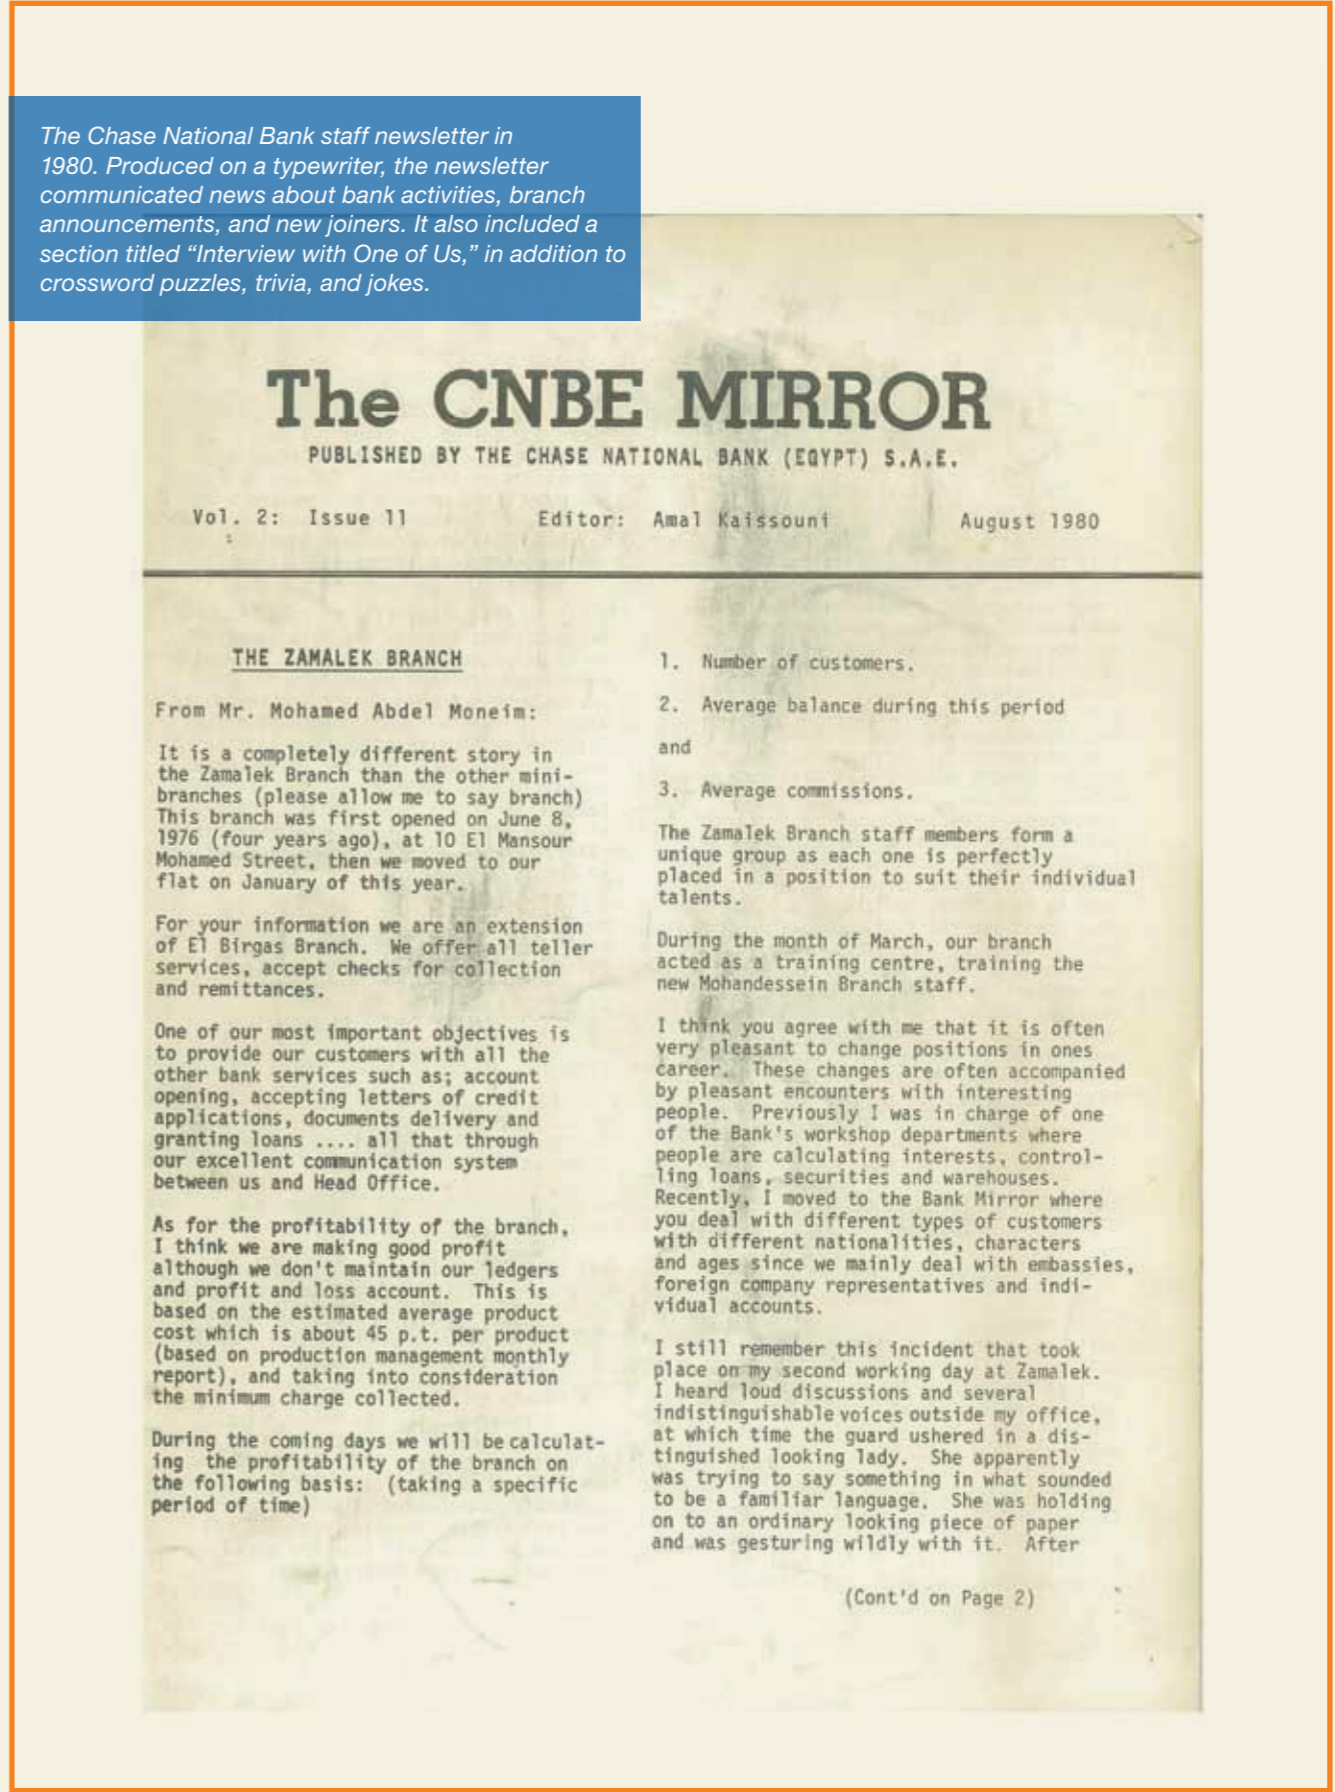 The Chase National Bank staff newsletter in
1980. Produced on a typewriter, the newsletter
communicated news about bank activities, branch
announcements, and new joiners. It also included a
section titled “Interview with One of Us,” in addition to
crossword puzzles, trivia, and jokes.
The CNBE MIRROR
PUBLISHED BY THE CHASE NATIONAL BANK (EGYPT) S.A.E.
Vol. 2: Issue 11 Editor: Amal Kaissouni August 1980
THE ZAMALEK BRANCH
From Mr. Mohamed Abdel Moneim:
It is a completely different story in
the Zamalek Branch than the other mini-
branches (please allow me to say branch)
This branch was first opened on June 8,
1976 (four years ago), at 10 El Mansour
Mohamed Street, then we moved to our
flat on January of this year.
For your information we are an extension
of El Birgas Branch. We offer all teller
services, accept checks for collection
and remittances.
One of our most important objectives is
to provide our customers with all the
other bank services such as; account
opening, accepting letters of credit
applications, documents delivery and
granting loans .... all that through
our excellent communication system
between us and Head Office.
As for the profitability of the branch,
I think we are making good profit
although we don't maintain our ledgers
and profit and loss account. This is
based on the estimated average product
cost which is about 45 p.t. per product
(based on production management monthly
report), and taking into consideration
the minimum charge collected.
During the coming days we will be calculat-
ing the profitability of the branch on
the following basis: (taking a specific
period of time)
1. Number of customers.
2. Average balance during this period
and
3. Average commissions.
The Zamalek Branch staff members form a
unique group as each one is perfectly
placed in a position to suit their individual
talents.
During the month of March, our branch
acted as a training centre, training the
new Mohandessein Branch staff.
I think you agree with me that it is often
very pleasant to change positions in ones
career. These changes are often accompanied
by pleasant encounters with interesting
people. Previously I was in charge of one
of the Bank's workshop departments where
people are calculating interests, control-
ling loans, securities and warehouses.
Recently, I moved to the Bank Mirror where
you deal with different types of customers
with different nationalities, characters
and ages since we mainly deal with embassies,
foreign company representatives and indi-
vidual accounts.
I still remember this incident that took
place on my second working day at Zamalek.
I heard loud discussions and several
indistinguishable voices outside my office,
at which time the guard ushered in a dis-
tinguished looking lady. She apparently
was trying to say something in what sounded
to be a familiar language. She was holding
on to an ordinary looking piece of paper
and was gesturing wildly with it. After
(Cont'd on Page 2)